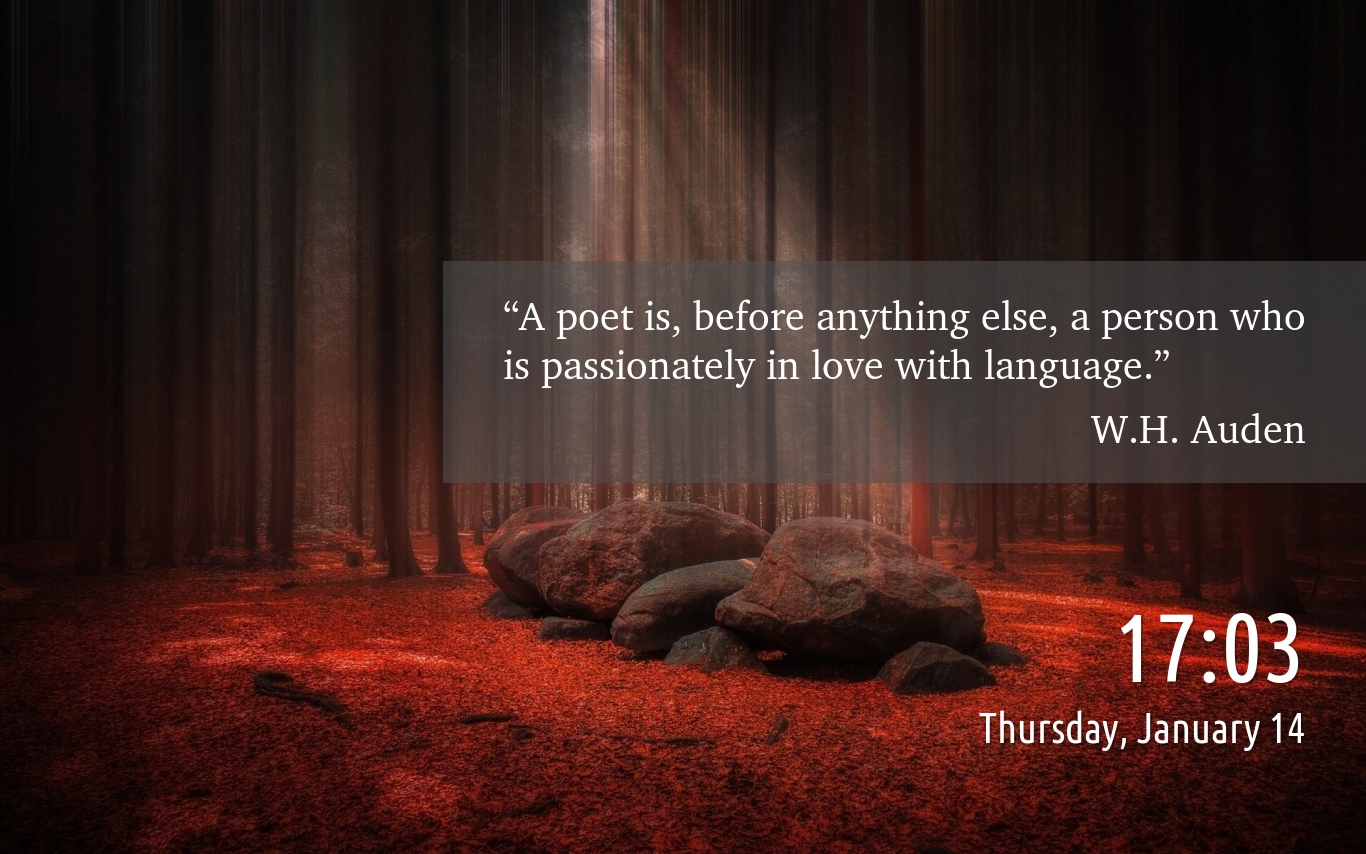 “A poet is, before anything else, a person who
is passionately in love with language.”
W.H. Auden
17:03
Thursday, January 14